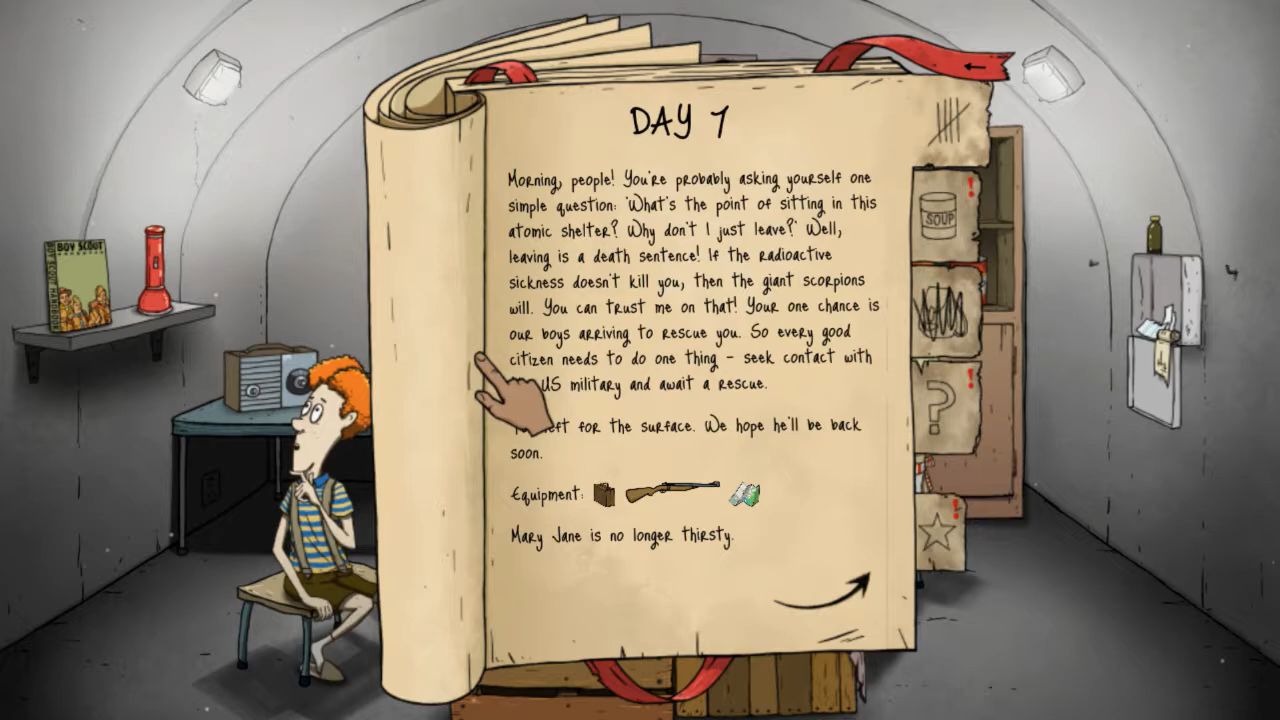 DAY 7
Morning, people! You're probably asking yourself one
simple question: 'What's the point of sitting in this
atomic shelter? Why don't I just leave?' Well,
leaving is a death sentence! If the radioactive
sickness doesn't kill you, then the giant scorpions
will. You can trust me on that! Your one chance is
our boys arriving to rescue you. So every good
citizen needs to do one thing - seek contact with
US military and await a rescue.
left for the surface. We hope he'll be back
soon.
Equipment:
Mary Jane is no longer thirsty.
SOUP
BOY SCOUT
BOY SCOUT HANDBOOK